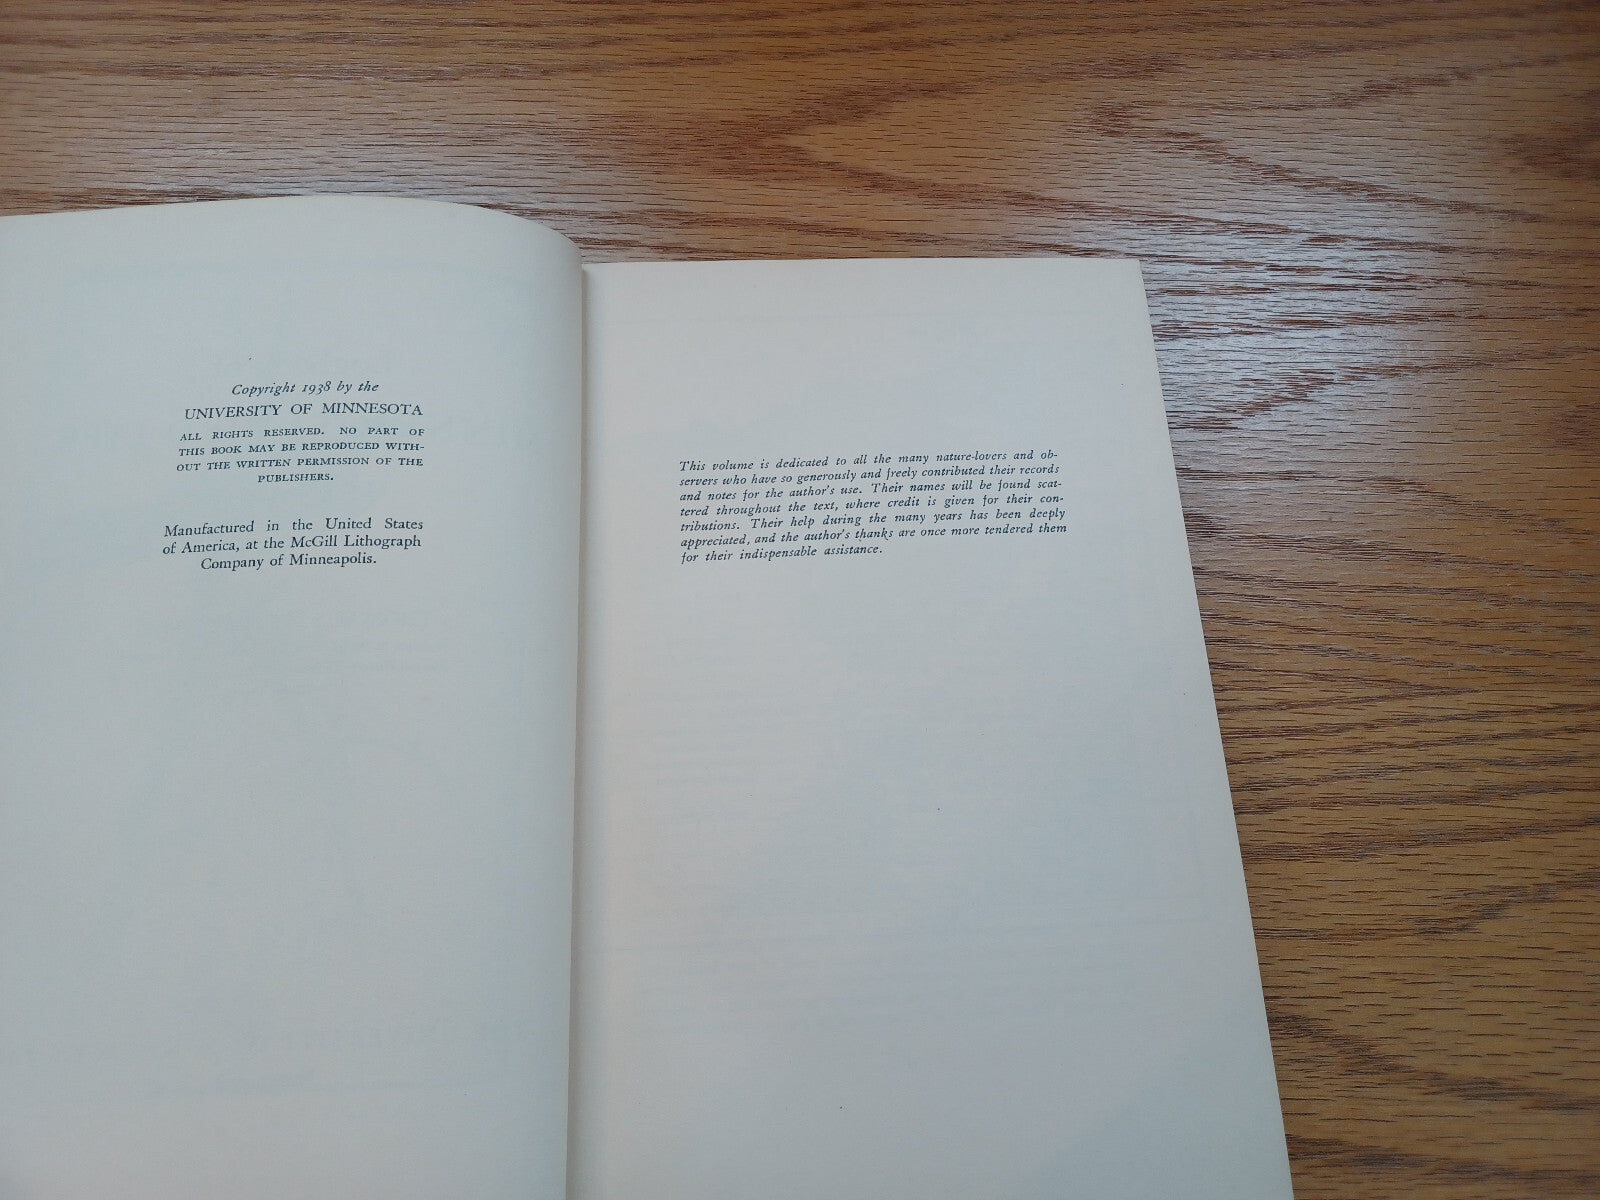 Copyright 1938 by the
UNIVERSITY OF MINNESOTA
ALL RIGHTS RESERVED. NO PART OF
THIS BOOK MAY BE REPRODUCED WITH-
OUT THE WRITTEN PERMISSION OF THE
PUBLISHERS.
Manufactured in the United States
of America, at the McGill Lithograph
Company of Minneapolis.
This volume is dedicated to all the many nature-lovers and ob-
servers who have so generously and freely contributed their records
and notes for the author's use. Their names will be found scat-
tered throughout the text, where credit is given for their con-
tributions. Their help during the many years has been deeply
appreciated, and the author's thanks are once more tendered them
for their indispensable assistance.